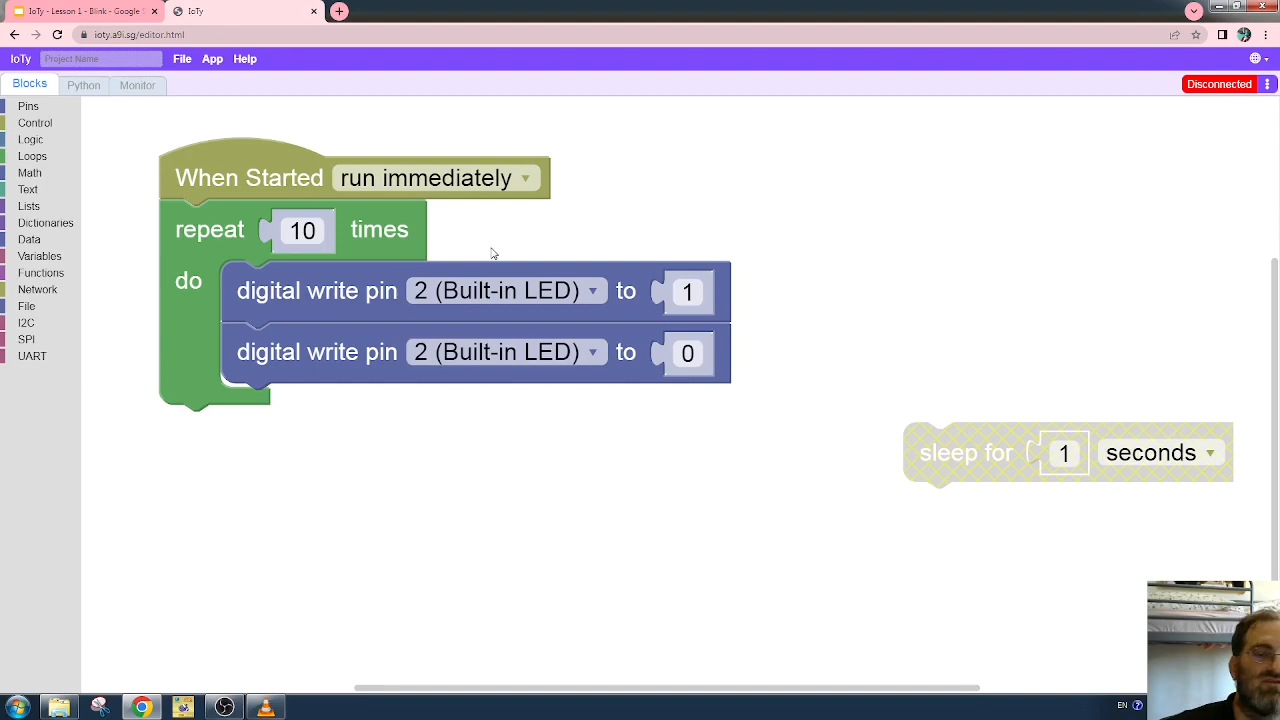 IoTy - Lesson 1 - Blink - Google
IoTy
ioty.a9i.sg/editor.html
IoTy Project Name File App Help
Blocks Python Monitor
Disconnected
Pins
Control
Logic
Loops
Math
Text
Lists
Dictionaries
Data
Variables
Functions
Network
File
I2C
SPI
UART
When Started run immediately
repeat 10 times
do
digital write pin 2 (Built-in LED) to 1
digital write pin 2 (Built-in LED) to 0
sleep for 1 seconds
EN